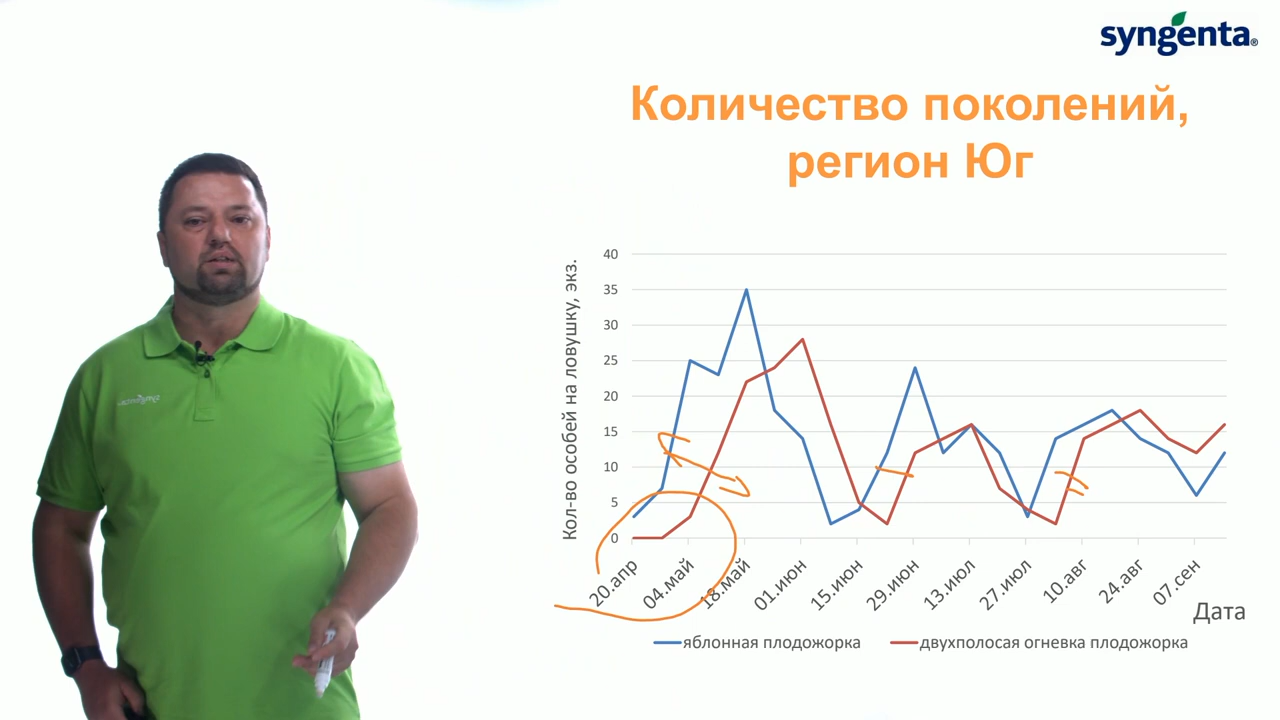 syngenta®
Количество поколений,
регион Юг
Кол-во особей на ловушку, экз.
40
35
30
25
20
15
10
5
0
20.апр
04.май
18.май
01.июн
15.июн
29.июн
13.июл
27.июл
10.авг
24.авг
07.сен
Дата
яблонная плодожорка
двухполосая огневка плодожорка